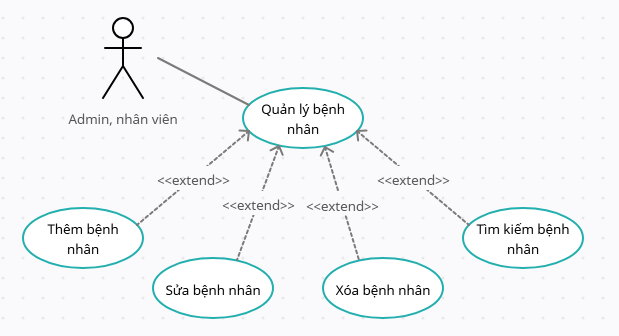 Quản lý bệnh
nhân
Admin, nhân viên
<<extend>>
<<extend>>
<<extend>>
<<extend>>
Thêm bệnh
nhân
Tìm kiếm bệnh
nhân
Sửa bệnh nhân
Xóa bệnh nhân